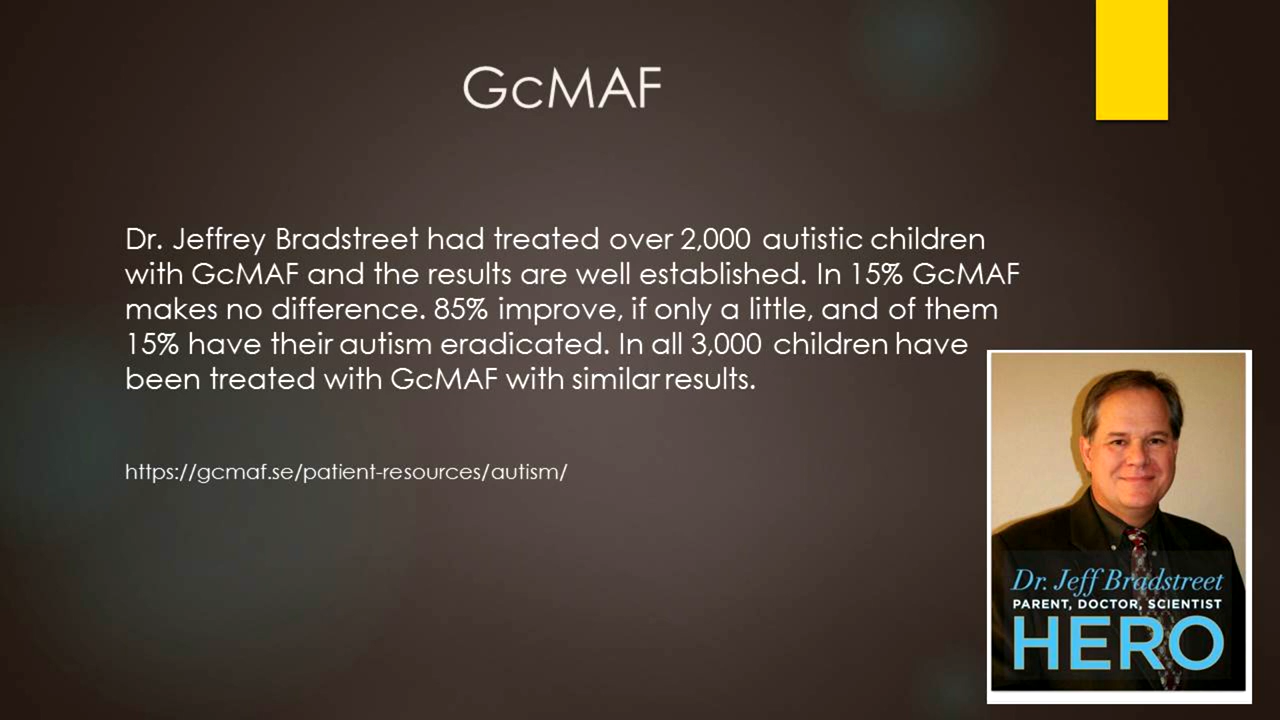 GcMAF
Dr. Jeffrey Bradstreet had treated over 2,000 autistic children
with GcMAF and the results are well established. In 15% GcMAF
makes no difference. 85% improve, if only a little, and of them
15% have their autism eradicated. In all 3,000 children have
been treated with GcMAF with similar results.
https://gcmaf.se/patient-resources/autism/
Dr. Jeff Bradstreet
PARENT, DOCTOR, SCIENTIST
HERO